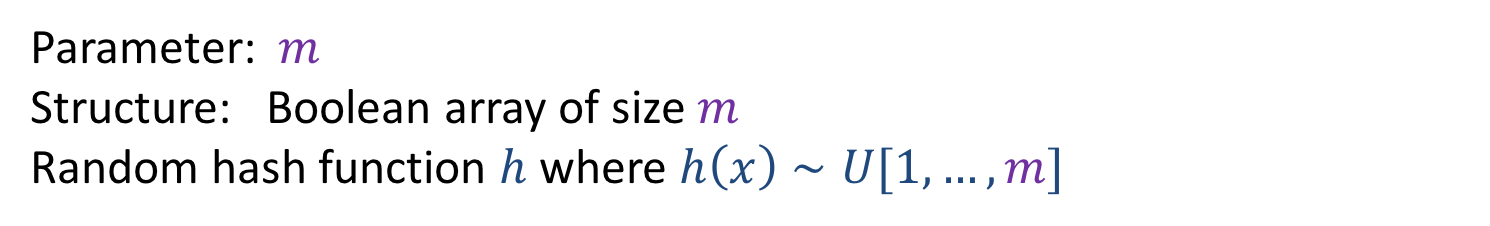 Parameter: m
Structure: Boolean array of size m
Random hash function h where h(x) ~ U[1, … , m]